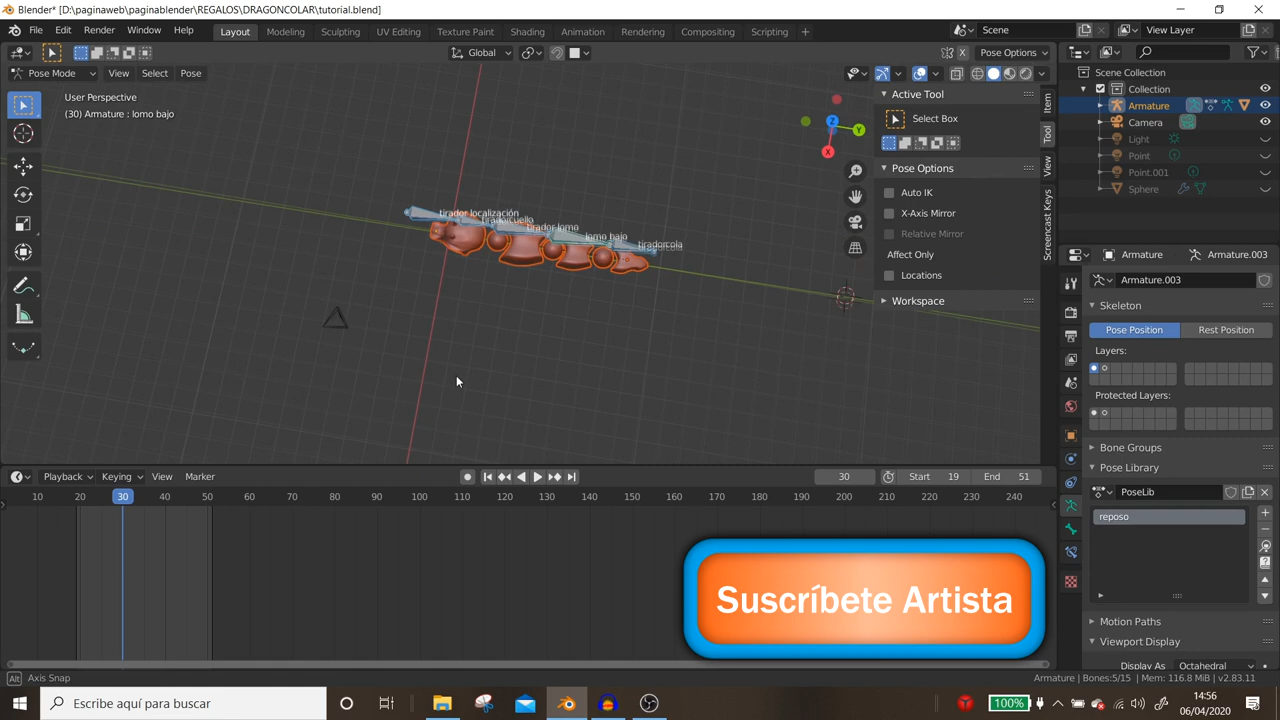 Blender* [D:\paginaweb\paginablender\REGALOS\DRAGONCOLAR\tutorial.blend]
File Edit Render Window Help Layout Modeling Sculpting UV Editing Texture Paint Shading Animation Rendering Compositing Scripting + Scene View Layer
Global X Pose Options
Pose Mode View Select Pose
User Perspective
(30) Armature : lomo bajo
tirador localización
tiradorcuello
tirador lomo
lomo bajo
tiradorcola
Z Y X
Active Tool
Select Box
Pose Options
Auto IK
X-Axis Mirror
Relative Mirror
Affect Only
Locations
Workspace
Item
Tool
View
Screencast Keys
Scene Collection
Collection
Armature
Camera
Light
Point
Point.001
Sphere
Armature Armature.003
Armature.003
Skeleton
Pose Position Rest Position
Layers:
Protected Layers:
Bone Groups
Pose Library
PoseLib
reposo
Motion Paths
Viewport Display
Display As Octahedral
Playback Keying View Marker 30 Start 19 End 51
10 20 30 40 50 60 70 80 90 100 110 120 130 140 150 160 170 180 190 200 210 220 230 240
Suscríbete Artista
Alt Axis Snap Armature | Bones:5/15 | Mem: 116.8 MiB | v2.83.11
Escribe aquí para buscar 100% 14:56
06/04/2020